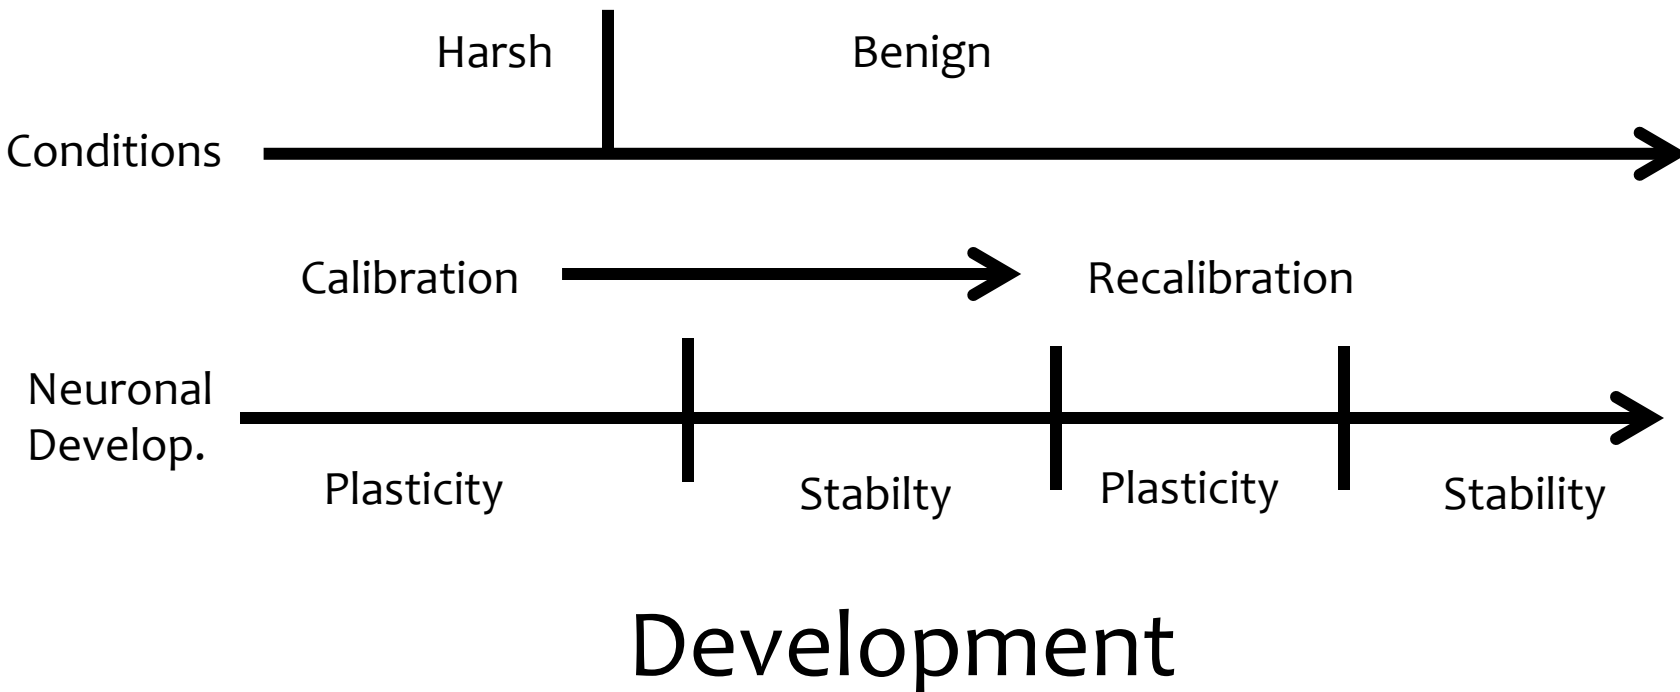 Harsh Benign
Conditions
Calibration Recalibration
Neuronal
Develop.
Plasticity Stabilty Plasticity Stability
Development